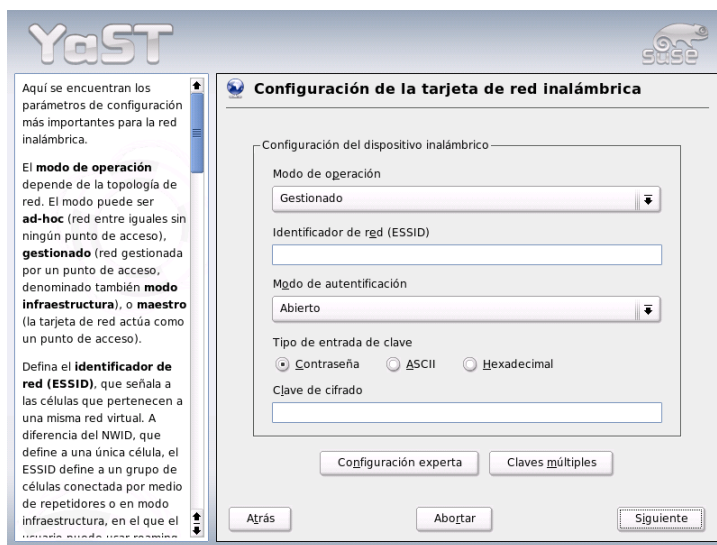 YaST
SUSE
Aquí se encuentran los
parámetros de configuración
más importantes para la red
inalámbrica.
El modo de operación
depende de la topología de
red. El modo puede ser
ad-hoc (red entre iguales sin
ningún punto de acceso),
gestionado (red gestionada
por un punto de acceso,
denominado también modo
infraestructura), o maestro
(la tarjeta de red actúa como
un punto de acceso).
Defina el identificador de
red (ESSID), que señala a
las células que pertenecen a
una misma red virtual. A
diferencia del NWID, que
define a una única célula, el
ESSID define a un grupo de
células conectada por medio
de repetidores o en modo
infraestructura, en el que el
usuario puede usar roaming
Configuración de la tarjeta de red inalámbrica
Configuración del dispositivo inalámbrico
Modo de operación
Gestionado
Identificador de red (ESSID)
Modo de autentificación
Abierto
Tipo de entrada de clave
Contraseña ASCII Hexadecimal
Clave de cifrado
Configuración experta Claves múltiples
Atrás Abortar Siguiente